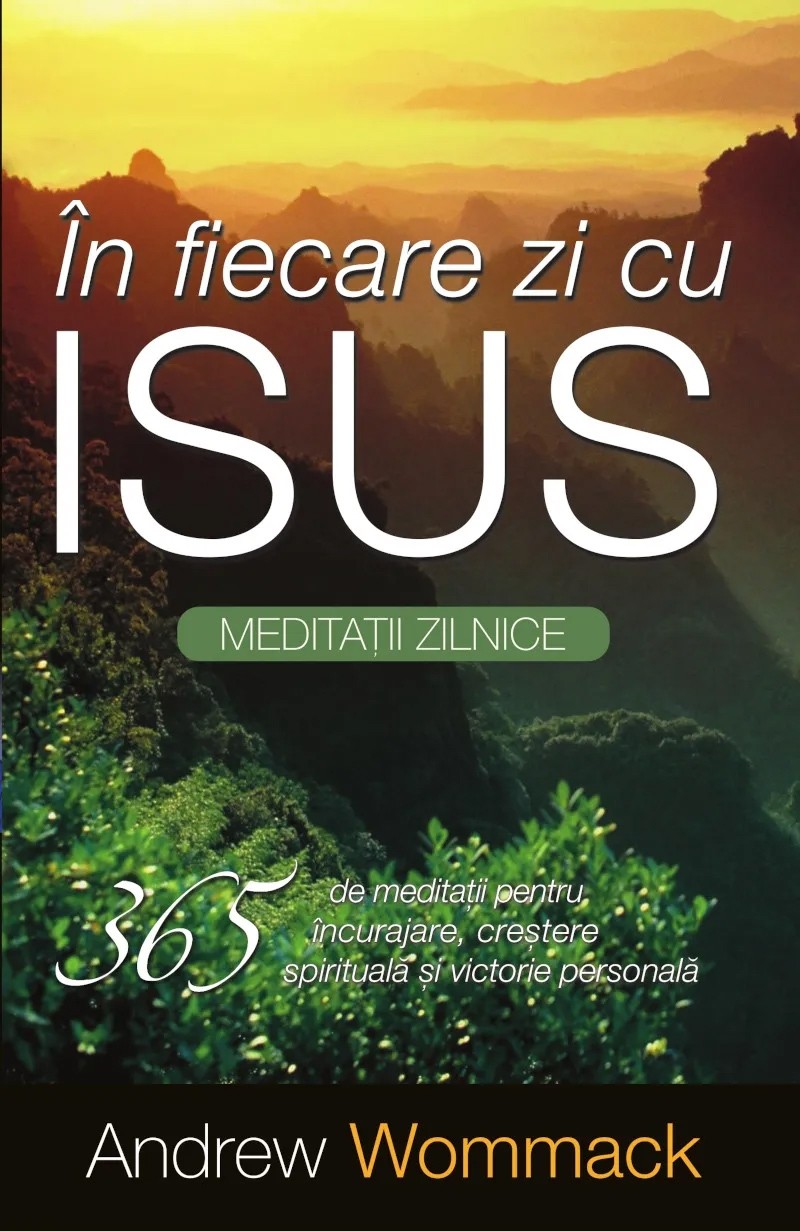 În fiecare zi cu
ISUS
MEDITAȚII ZILNICE
365
de meditații pentru
încurajare, creștere
spirituală și victorie personală
Andrew Wommack